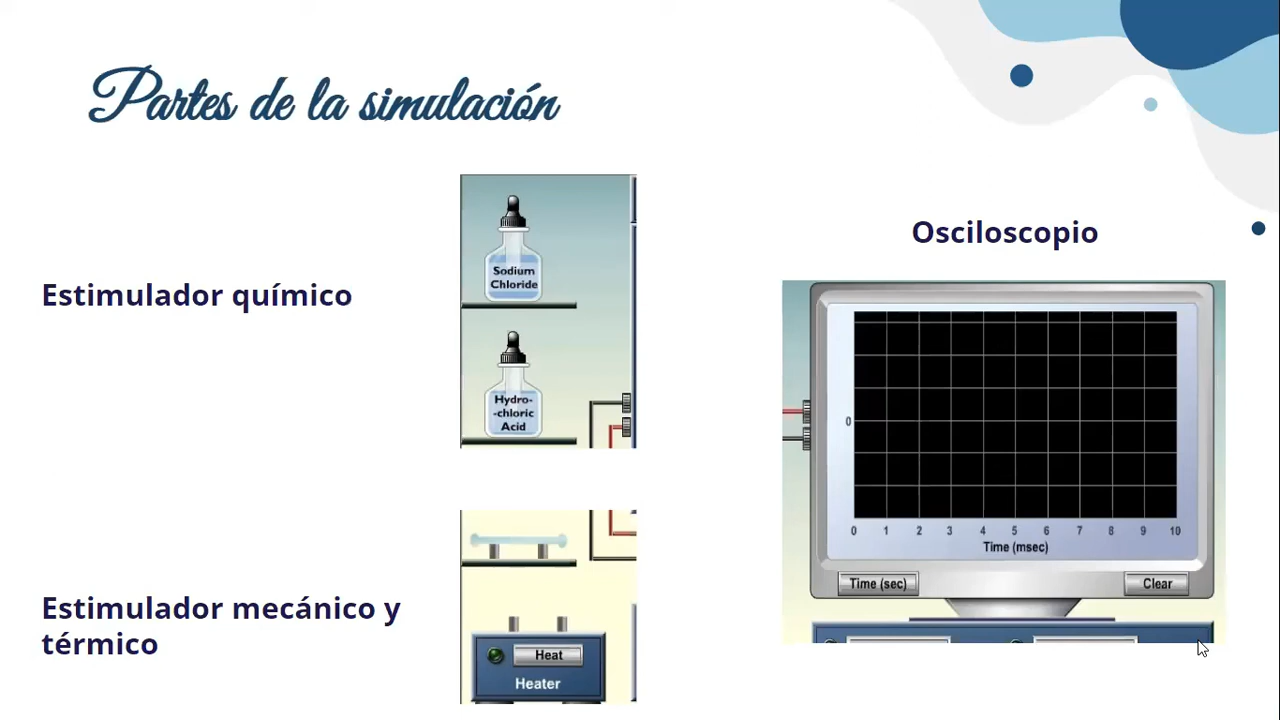 Partes de la simulación
Estimulador químico
Sodium
Chloride
Hydro-
-chloric
Acid
Estimulador mecánico y
térmico
Heat
Heater
Osciloscopio
0
0 1 2 3 4 5 6 7 8 9 10
Time (msec)
Time (sec) Clear